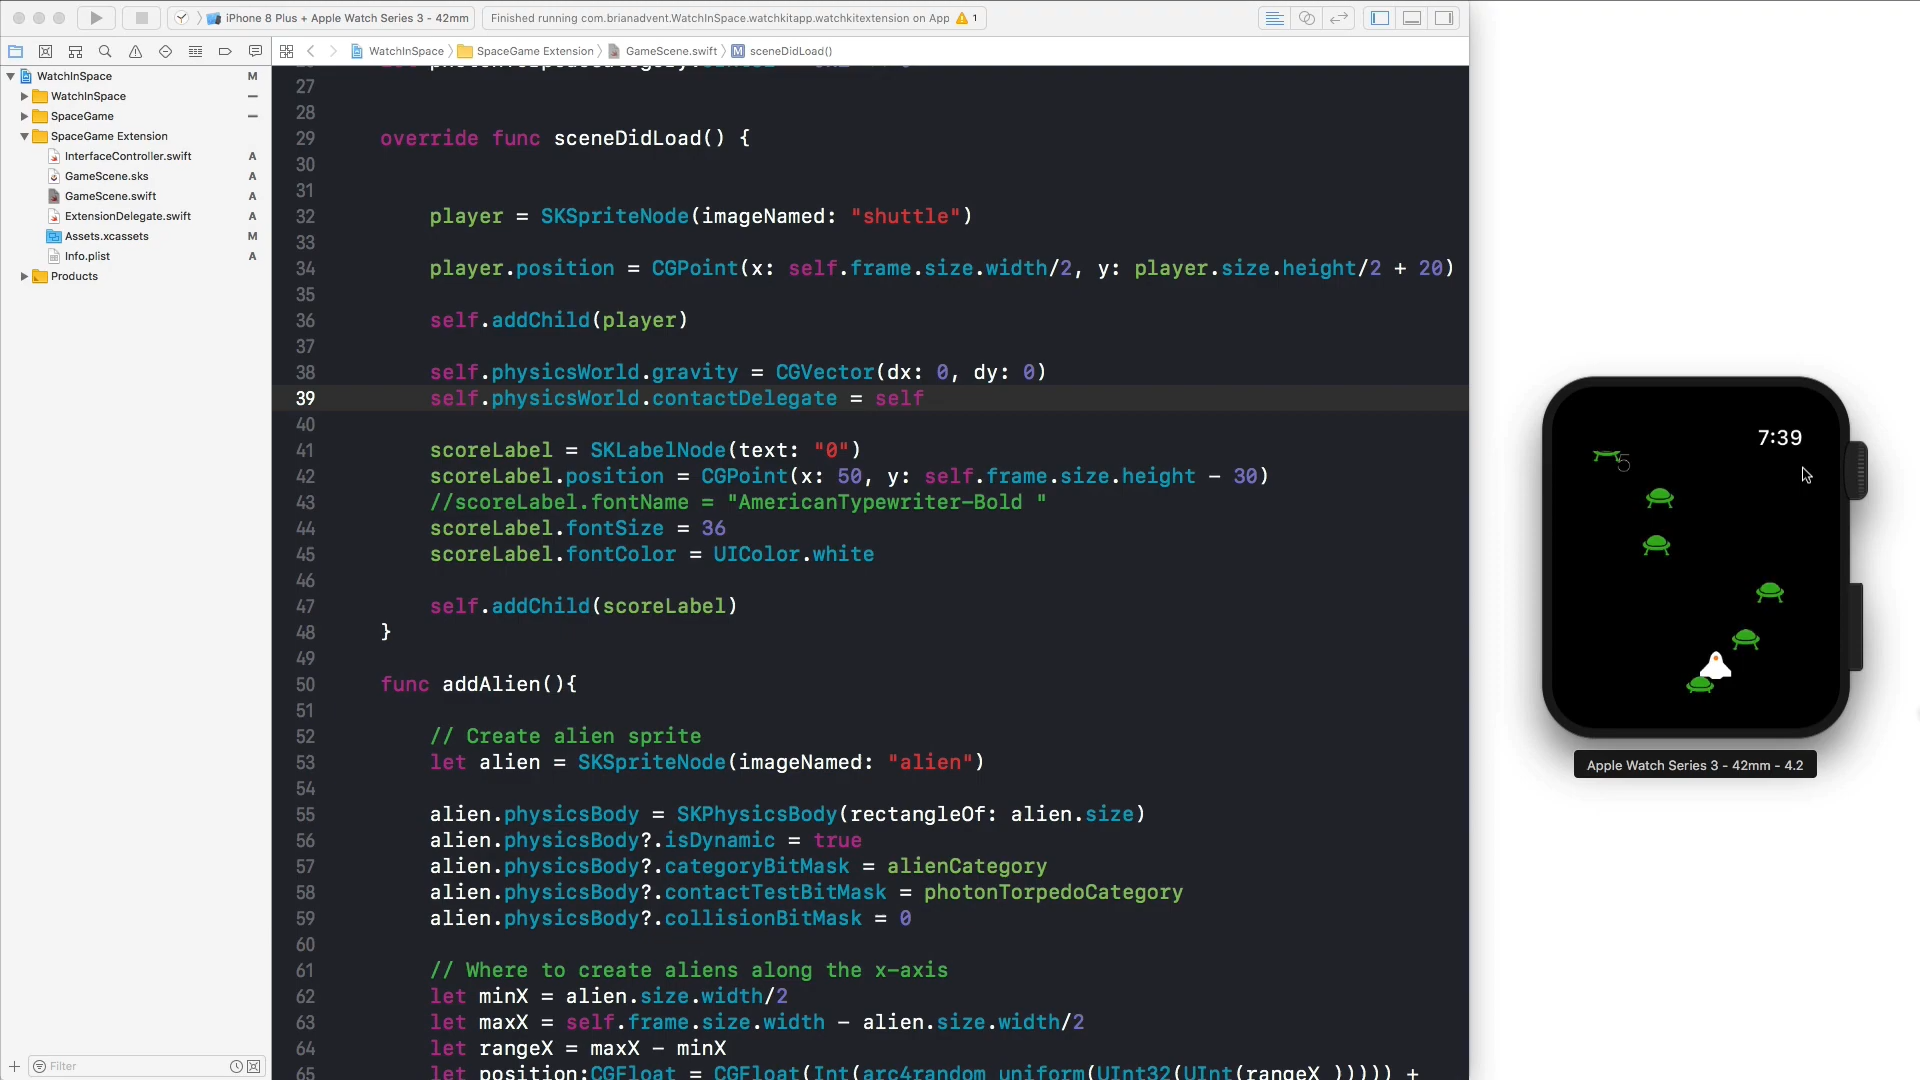 iPhone 8 Plus + Apple Watch Series 3 - 42mm
Finished running com.brianadvent.WatchInSpace.watchkitapp.watchkitextension on App
1
WatchInSpace
SpaceGame Extension
GameScene.swift
M
sceneDidLoad()
WatchInSpace M
WatchInSpace
SpaceGame
SpaceGame Extension
InterfaceController.swift A
GameScene.sks A
GameScene.swift A
ExtensionDelegate.swift A
Assets.xcassets M
Info.plist A
Products
Filter
27
28
29 override func sceneDidLoad() {
30
31
32 player = SKSpriteNode(imageNamed: "shuttle")
33
34 player.position = CGPoint(x: self.frame.size.width/2, y: player.size.height/2 + 20)
35
36 self.addChild(player)
37
38 self.physicsWorld.gravity = CGVector(dx: 0, dy: 0)
39 self.physicsWorld.contactDelegate = self
40
41 scoreLabel = SKLabelNode(text: "0")
42 scoreLabel.position = CGPoint(x: 50, y: self.frame.size.height - 30)
43 //scoreLabel.fontName = "AmericanTypewriter-Bold "
44 scoreLabel.fontSize = 36
45 scoreLabel.fontColor = UIColor.white
46
47 self.addChild(scoreLabel)
48 }
49
50 func addAlien(){
51
52 // Create alien sprite
53 let alien = SKSpriteNode(imageNamed: "alien")
54
55 alien.physicsBody = SKPhysicsBody(rectangleOf: alien.size)
56 alien.physicsBody?.isDynamic = true
57 alien.physicsBody?.categoryBitMask = alienCategory
58 alien.physicsBody?.contactTestBitMask = photonTorpedoCategory
59 alien.physicsBody?.collisionBitMask = 0
60
61 // Where to create aliens along the x-axis
62 let minX = alien.size.width/2
63 let maxX = self.frame.size.width - alien.size.width/2
64 let rangeX = maxX - minX
65 let position:CGFloat = CGFloat(Int(arc4random_uniform(UInt32(UInt(rangeX ))))) +
7:39
5
Apple Watch Series 3 - 42mm - 4.2